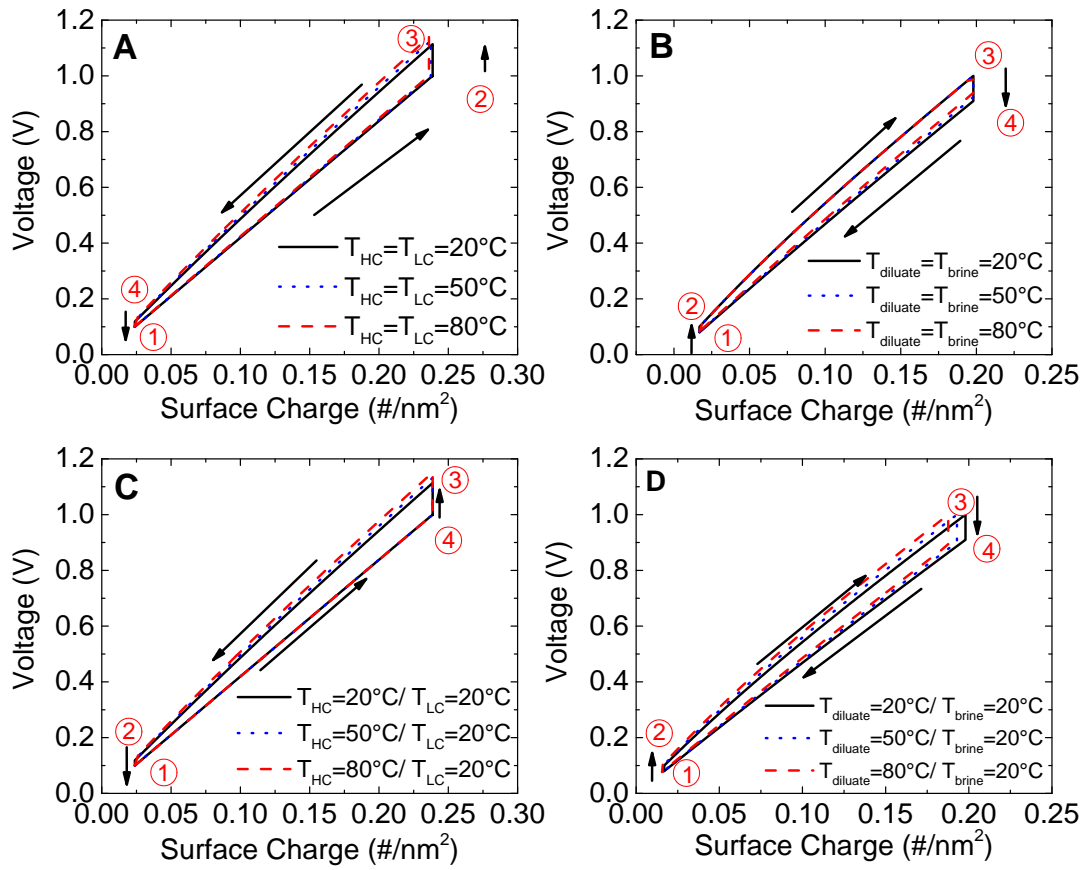 A
1.2
1.0
0.8
0.6
0.4
0.2
0.0
Voltage (V)
③
②
④
①
T_HC=T_LC=20°C
T_HC=T_LC=50°C
T_HC=T_LC=80°C
0.00 0.05 0.10 0.15 0.20 0.25 0.30
Surface Charge (#/nm²)
B
1.2
1.0
0.8
0.6
0.4
0.2
0.0
Voltage (V)
③
④
②
①
T_diluate=T_brine=20°C
T_diluate=T_brine=50°C
T_diluate=T_brine=80°C
0.00 0.05 0.10 0.15 0.20 0.25
Surface Charge (#/nm²)
C
1.2
1.0
0.8
0.6
0.4
0.2
0.0
Voltage (V)
③
④
②
①
T_HC=20°C/ T_LC=20°C
T_HC=50°C/ T_LC=20°C
T_HC=80°C/ T_LC=20°C
0.00 0.05 0.10 0.15 0.20 0.25 0.30
Surface Charge (#/nm²)
D
1.2
1.0
0.8
0.6
0.4
0.2
0.0
Voltage (V)
③
④
②
①
T_diluate=20°C/ T_brine=20°C
T_diluate=50°C/ T_brine=20°C
T_diluate=80°C/ T_brine=20°C
0.00 0.05 0.10 0.15 0.20 0.25
Surface Charge (#/nm²)